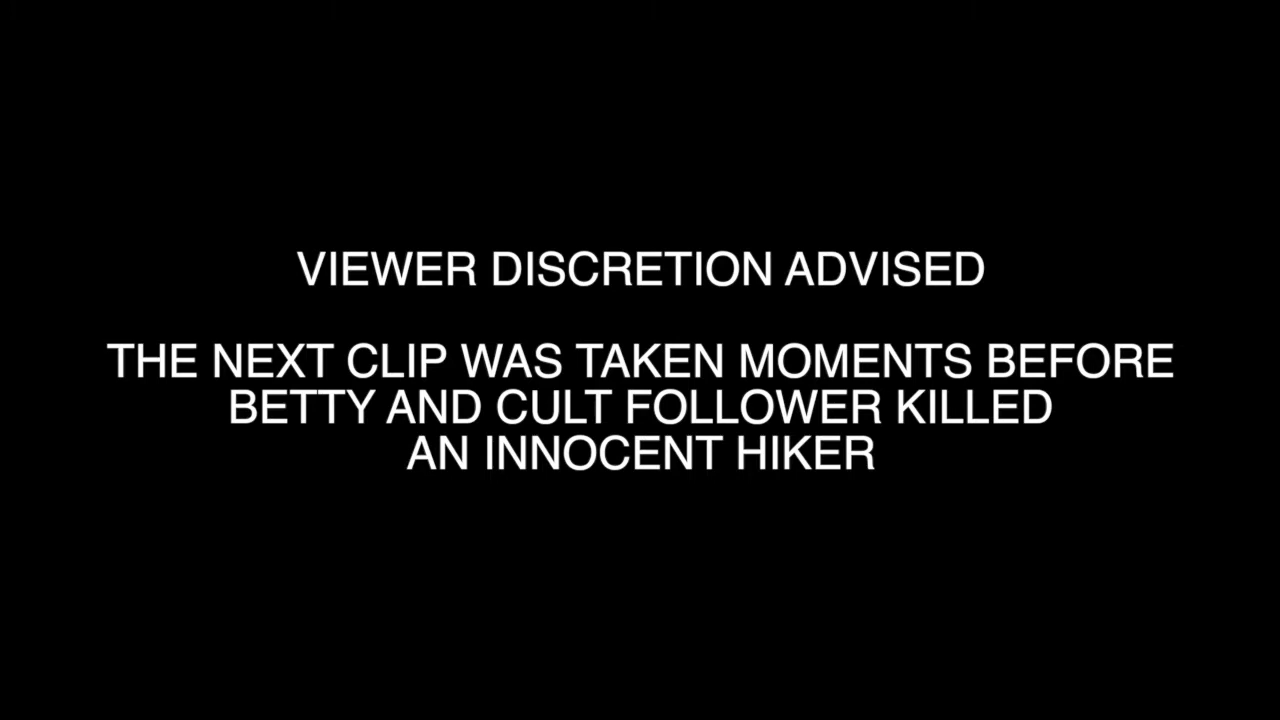 VIEWER DISCRETION ADVISED
THE NEXT CLIP WAS TAKEN MOMENTS BEFORE
BETTY AND CULT FOLLOWER KILLED
AN INNOCENT HIKER